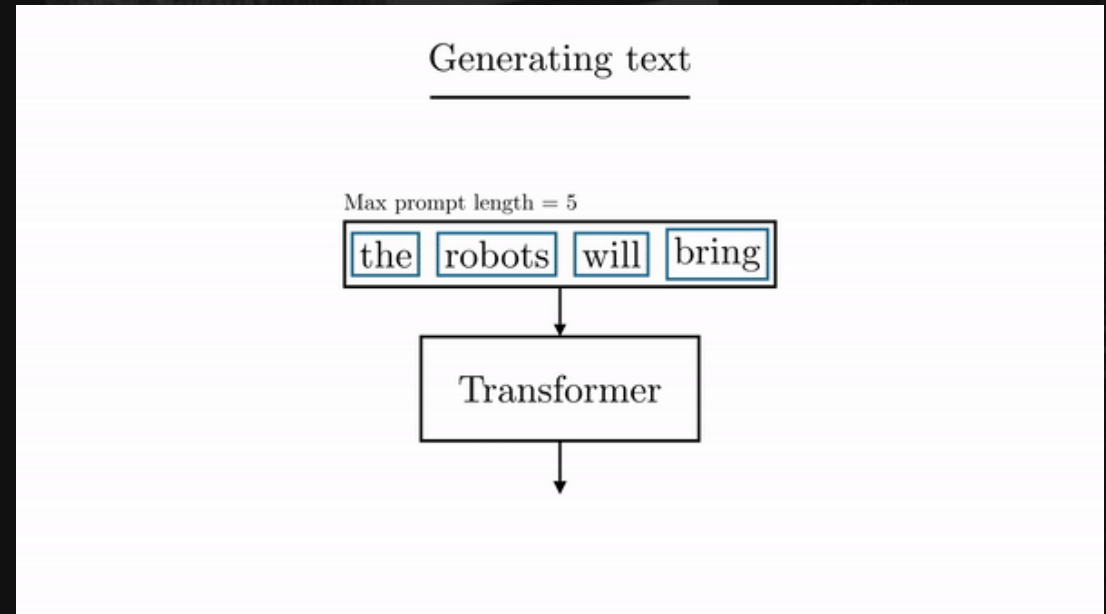 Generating text
Max prompt length = 5
the robots will bring
Transformer